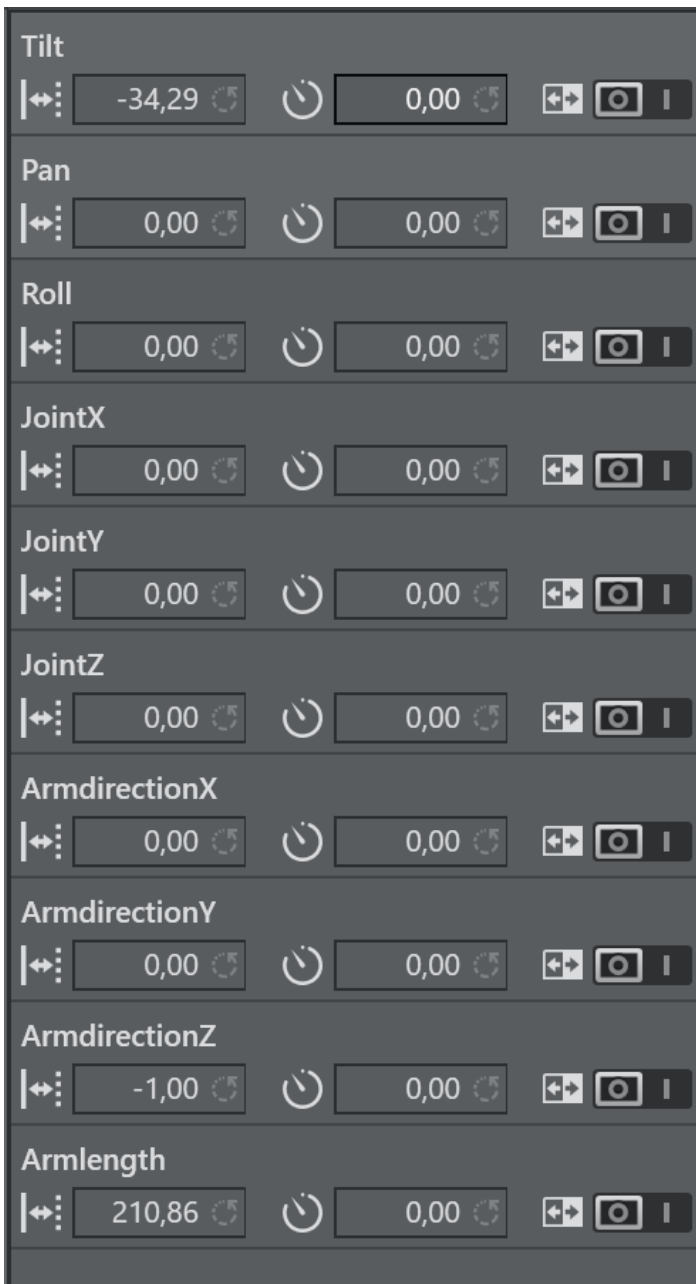 Tilt
-34,29 0,00
Pan
0,00 0,00
Roll
0,00 0,00
JointX
0,00 0,00
JointY
0,00 0,00
JointZ
0,00 0,00
ArmdirectionX
0,00 0,00
ArmdirectionY
0,00 0,00
ArmdirectionZ
-1,00 0,00
Armlength
210,86 0,00